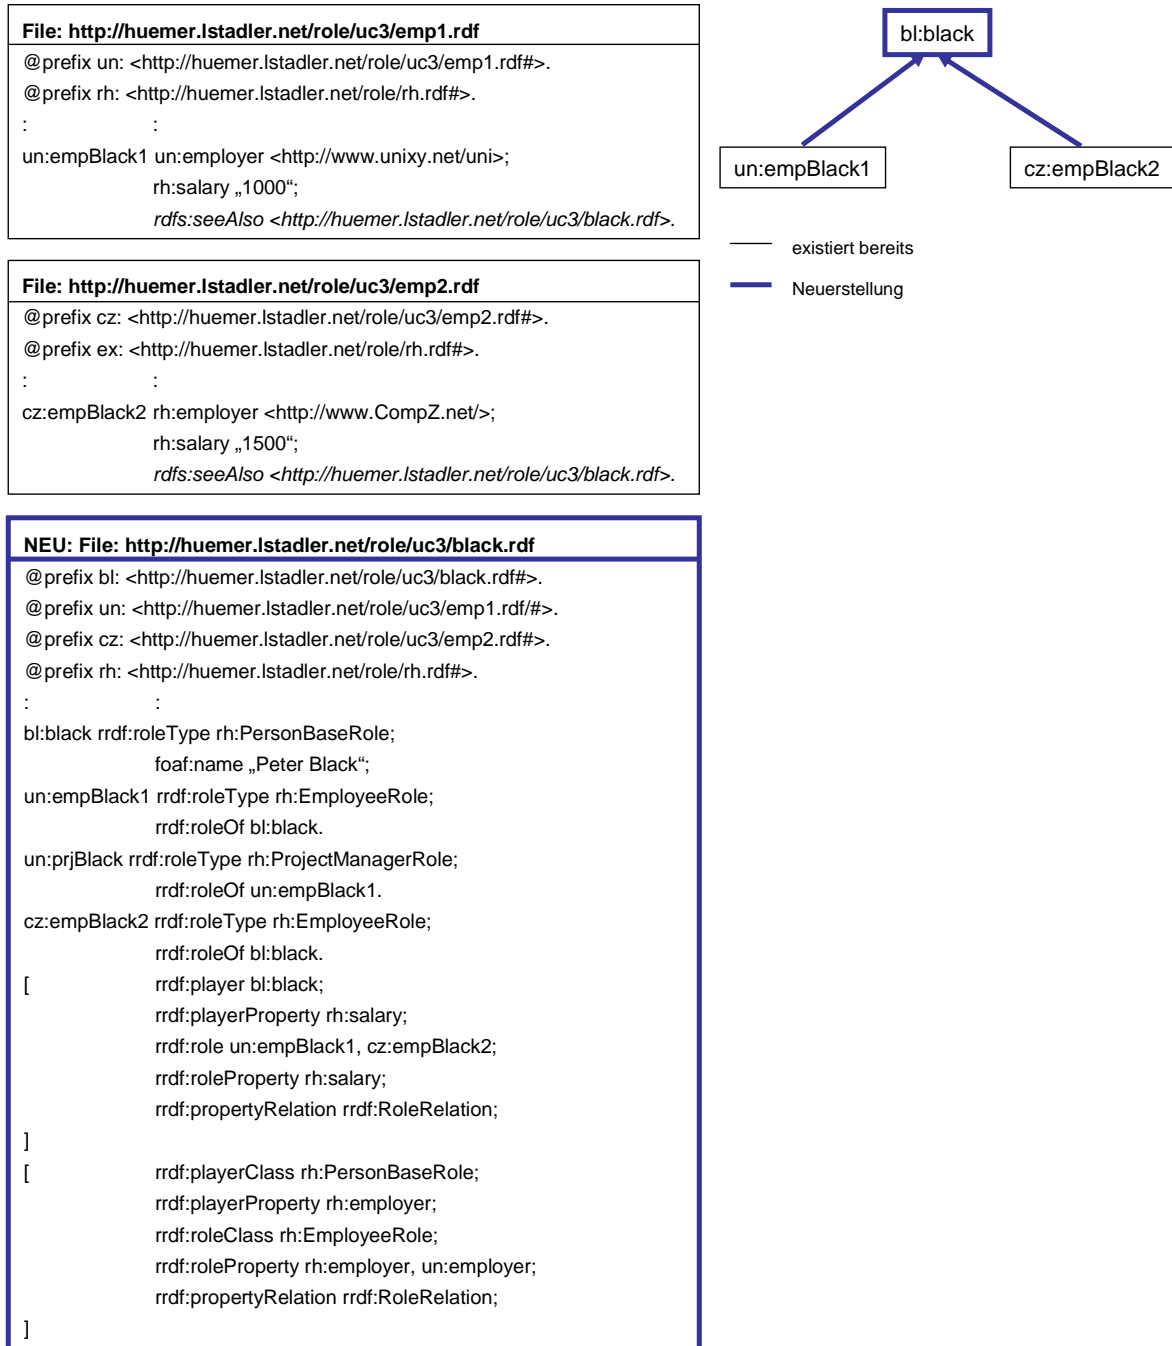 File: http://huemer.lstadler.net/role/uc3/emp1.rdf
@prefix un: <http://huemer.lstadler.net/role/uc3/emp1.rdf#>.
@prefix rh: <http://huemer.lstadler.net/role/rh.rdf#>.
: :
un:empBlack1 un:employer <http://www.unixy.net/uni>;
rh:salary „1000“;
rdfs:seeAlso <http://huemer.lstadler.net/role/uc3/black.rdf>.
File: http://huemer.lstadler.net/role/uc3/emp2.rdf
@prefix cz: <http://huemer.lstadler.net/role/uc3/emp2.rdf#>.
@prefix ex: <http://huemer.lstadler.net/role/rh.rdf#>.
: :
cz:empBlack2 rh:employer <http://www.CompZ.net/>;
rh:salary „1500“;
rdfs:seeAlso <http://huemer.lstadler.net/role/uc3/black.rdf>.
NEU: File: http://huemer.lstadler.net/role/uc3/black.rdf
@prefix bl: <http://huemer.lstadler.net/role/uc3/black.rdf#>.
@prefix un: <http://huemer.lstadler.net/role/uc3/emp1.rdf/#>.
@prefix cz: <http://huemer.lstadler.net/role/uc3/emp2.rdf#>.
@prefix rh: <http://huemer.lstadler.net/role/rh.rdf#>.
: :
bl:black rrdf:roleType rh:PersonBaseRole;
foaf:name „Peter Black“;
un:empBlack1 rrdf:roleType rh:EmployeeRole;
rrdf:roleOf bl:black.
un:prjBlack rrdf:roleType rh:ProjectManagerRole;
rrdf:roleOf un:empBlack1.
cz:empBlack2 rrdf:roleType rh:EmployeeRole;
rrdf:roleOf bl:black.
[ rrdf:player bl:black;
rrdf:playerProperty rh:salary;
rrdf:role un:empBlack1, cz:empBlack2;
rrdf:roleProperty rh:salary;
rrdf:propertyRelation rrdf:RoleRelation;
]
[ rrdf:playerClass rh:PersonBaseRole;
rrdf:playerProperty rh:employer;
rrdf:roleClass rh:EmployeeRole;
rrdf:roleProperty rh:employer, un:employer;
rrdf:propertyRelation rrdf:RoleRelation;
]
bl:black
un:empBlack1
cz:empBlack2
existiert bereits
Neuerstellung